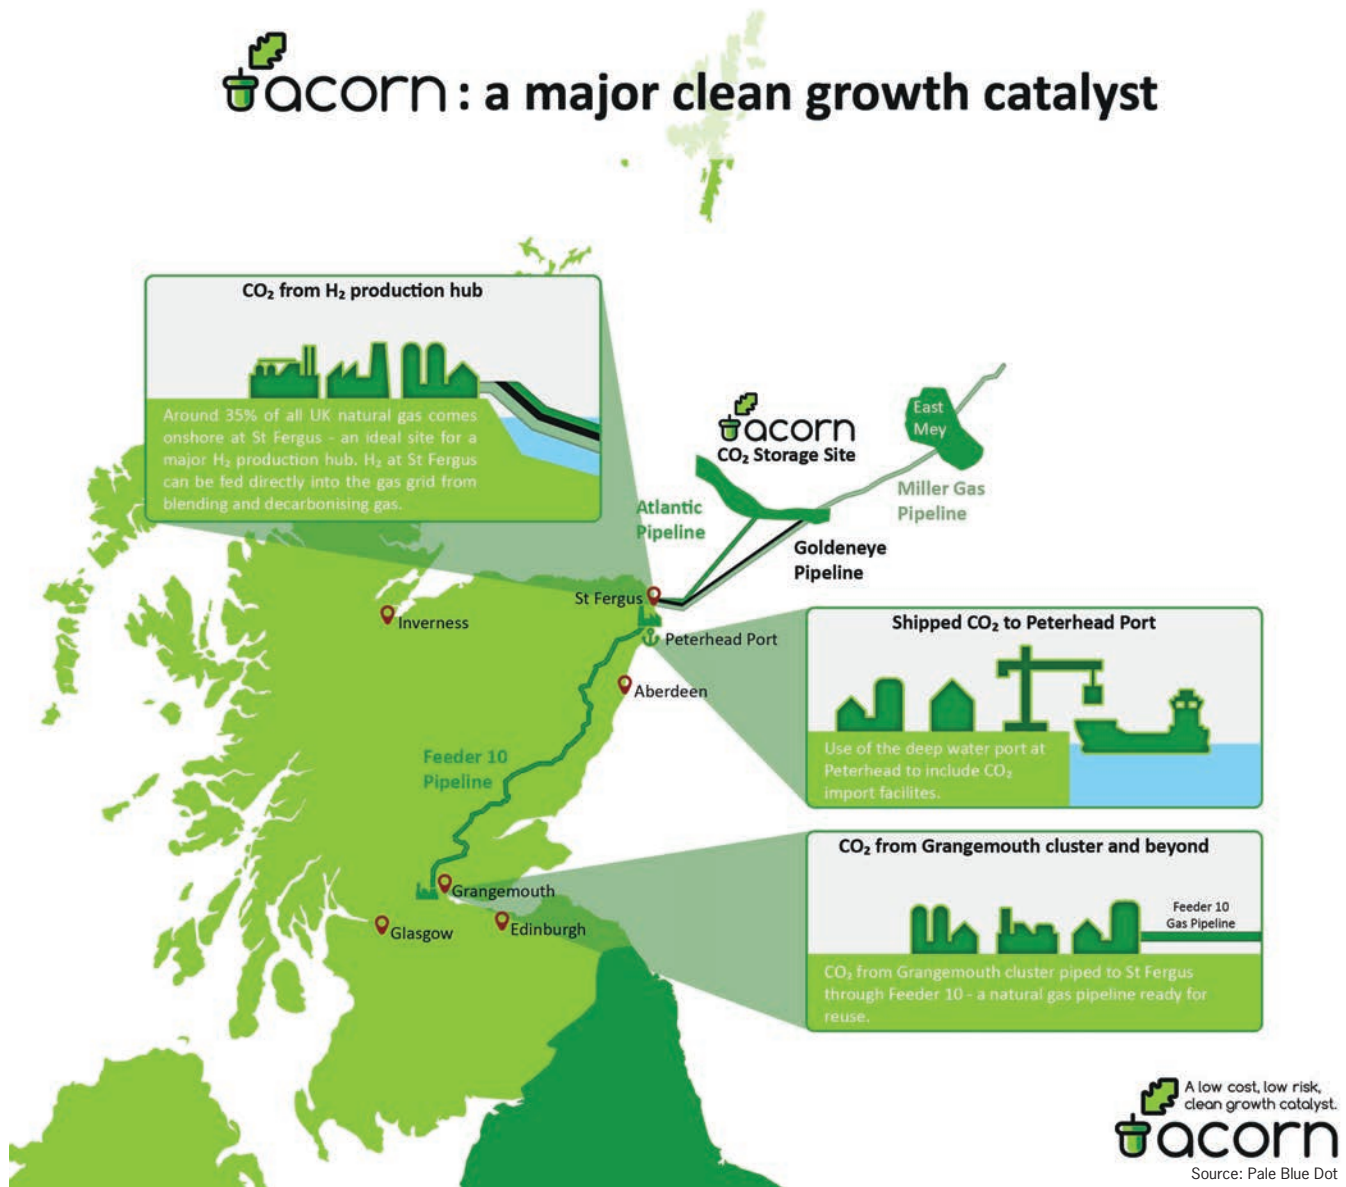 acorn : a major clean growth catalyst
CO₂ from H₂ production hub
Around 35% of all UK natural gas comes
onshore at St Fergus - an ideal site for a
major H₂ production hub. H₂ at St Fergus
can be fed directly into the gas grid from
blending and decarbonising gas.
acorn
CO₂ Storage Site
East
Mey
Atlantic
Pipeline
Miller Gas
Pipeline
Goldeneye
Pipeline
St Fergus
Inverness
Peterhead Port
Aberdeen
Shipped CO₂ to Peterhead Port
Use of the deep water port at
Peterhead to include CO₂
import facilites.
Feeder 10
Pipeline
CO₂ from Grangemouth cluster and beyond
Feeder 10
Gas Pipeline
CO₂ from Grangemouth cluster piped to St Fergus
through Feeder 10 - a natural gas pipeline ready for
reuse.
Grangemouth
Glasgow
Edinburgh
A low cost, low risk,
clean growth catalyst.
acorn
Source: Pale Blue Dot